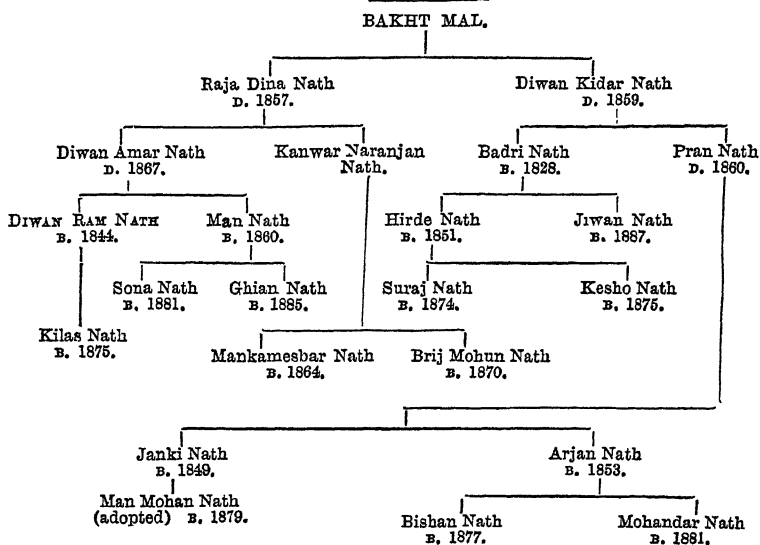 BAKHT MAL.
Raja Dina Nath
D. 1857.
Diwan Kidar Nath
D. 1859.
Diwan Amar Nath
D. 1867.
Kanwar Naranjan
Nath.
Badri Nath
B. 1828.
Pran Nath
D. 1860.
DIWAN RAM NATH
B. 1844.
Man Nath
B. 1860.
Hirde Nath
B. 1851.
Jiwan Nath
B. 1887.
Sona Nath
B. 1881.
Ghian Nath
B. 1885.
Suraj Nath
B. 1874.
Kesho Nath
B. 1875.
Kilas Nath
B. 1875.
Mankamesbar Nath
B. 1864.
Brij Mohun Nath
B. 1870.
Janki Nath
B. 1849.
Arjan Nath
B. 1853.
Man Mohan Nath
(adopted) B. 1879.
Bishan Nath
B. 1877.
Mohandar Nath
B. 1881.